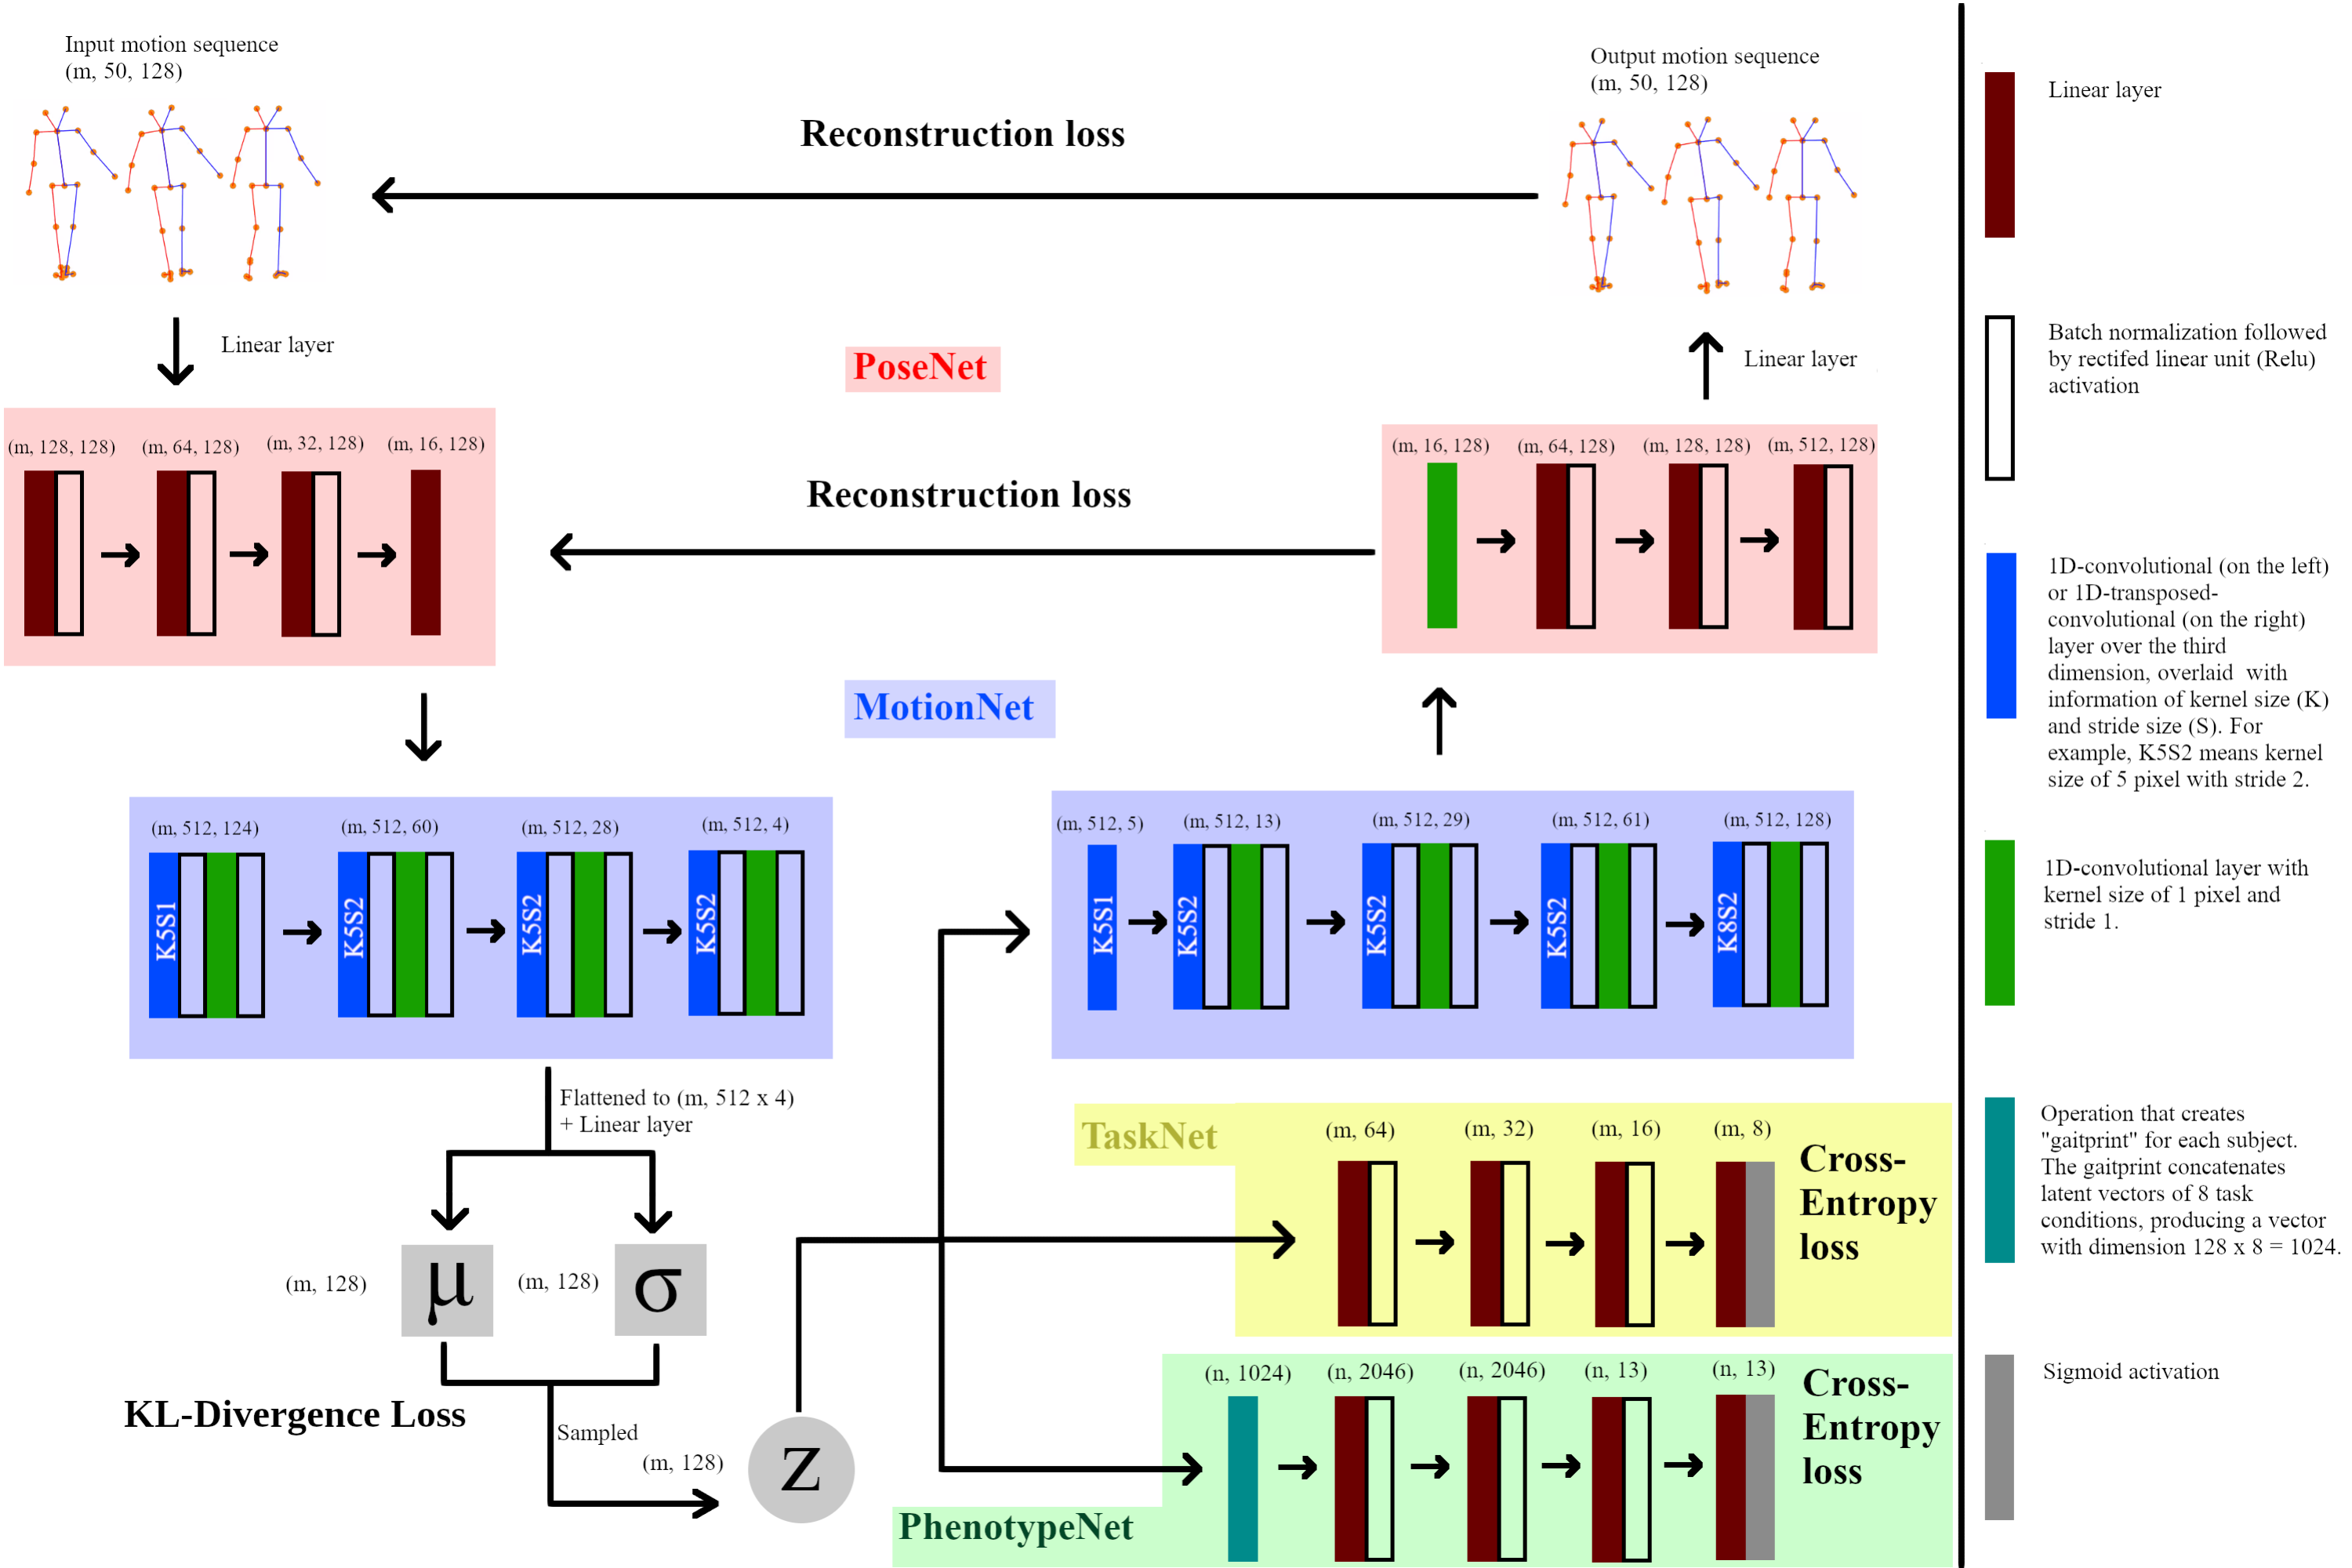 Input motion sequence
(m, 50, 128)
Output motion sequence
(m, 50, 128)
Reconstruction loss
Linear layer
Linear layer
PoseNet
(m, 128, 128)
(m, 64, 128)
(m, 32, 128)
(m, 16, 128)
(m, 16, 128)
(m, 64, 128)
(m, 128, 128)
(m, 512, 128)
Reconstruction loss
MotionNet
(m, 512, 124)
(m, 512, 60)
(m, 512, 28)
(m, 512, 4)
K5S1
K5S2
K5S2
K5S2
(m, 512, 5)
(m, 512, 13)
(m, 512, 29)
(m, 512, 61)
(m, 512, 128)
K5S1
K5S2
K5S2
K5S2
K8S2
Flattened to (m, 512 x 4)
+ Linear layer
(m, 128)
μ
(m, 128)
σ
KL-Divergence Loss
Sampled
(m, 128)
z
TaskNet
(m, 64)
(m, 32)
(m, 16)
(m, 8)
Cross-
Entropy
loss
PhenotypeNet
(n, 1024)
(n, 2046)
(n, 2046)
(n, 13)
(n, 13)
Cross-
Entropy
loss
Linear layer
Batch normalization followed
by rectifed linear unit (Relu)
activation
1D-convolutional (on the left)
or 1D-transposed-
convolutional (on the right)
layer over the third
dimension, overlaid with
information of kernel size (K)
and stride size (S). For
example, K5S2 means kernel
size of 5 pixel with stride 2.
1D-convolutional layer with
kernel size of 1 pixel and
stride 1.
Operation that creates
"gaitprint" for each subject.
The gaitprint concatenates
latent vectors of 8 task
conditions, producing a vector
with dimension 128 x 8 = 1024.
Sigmoid activation